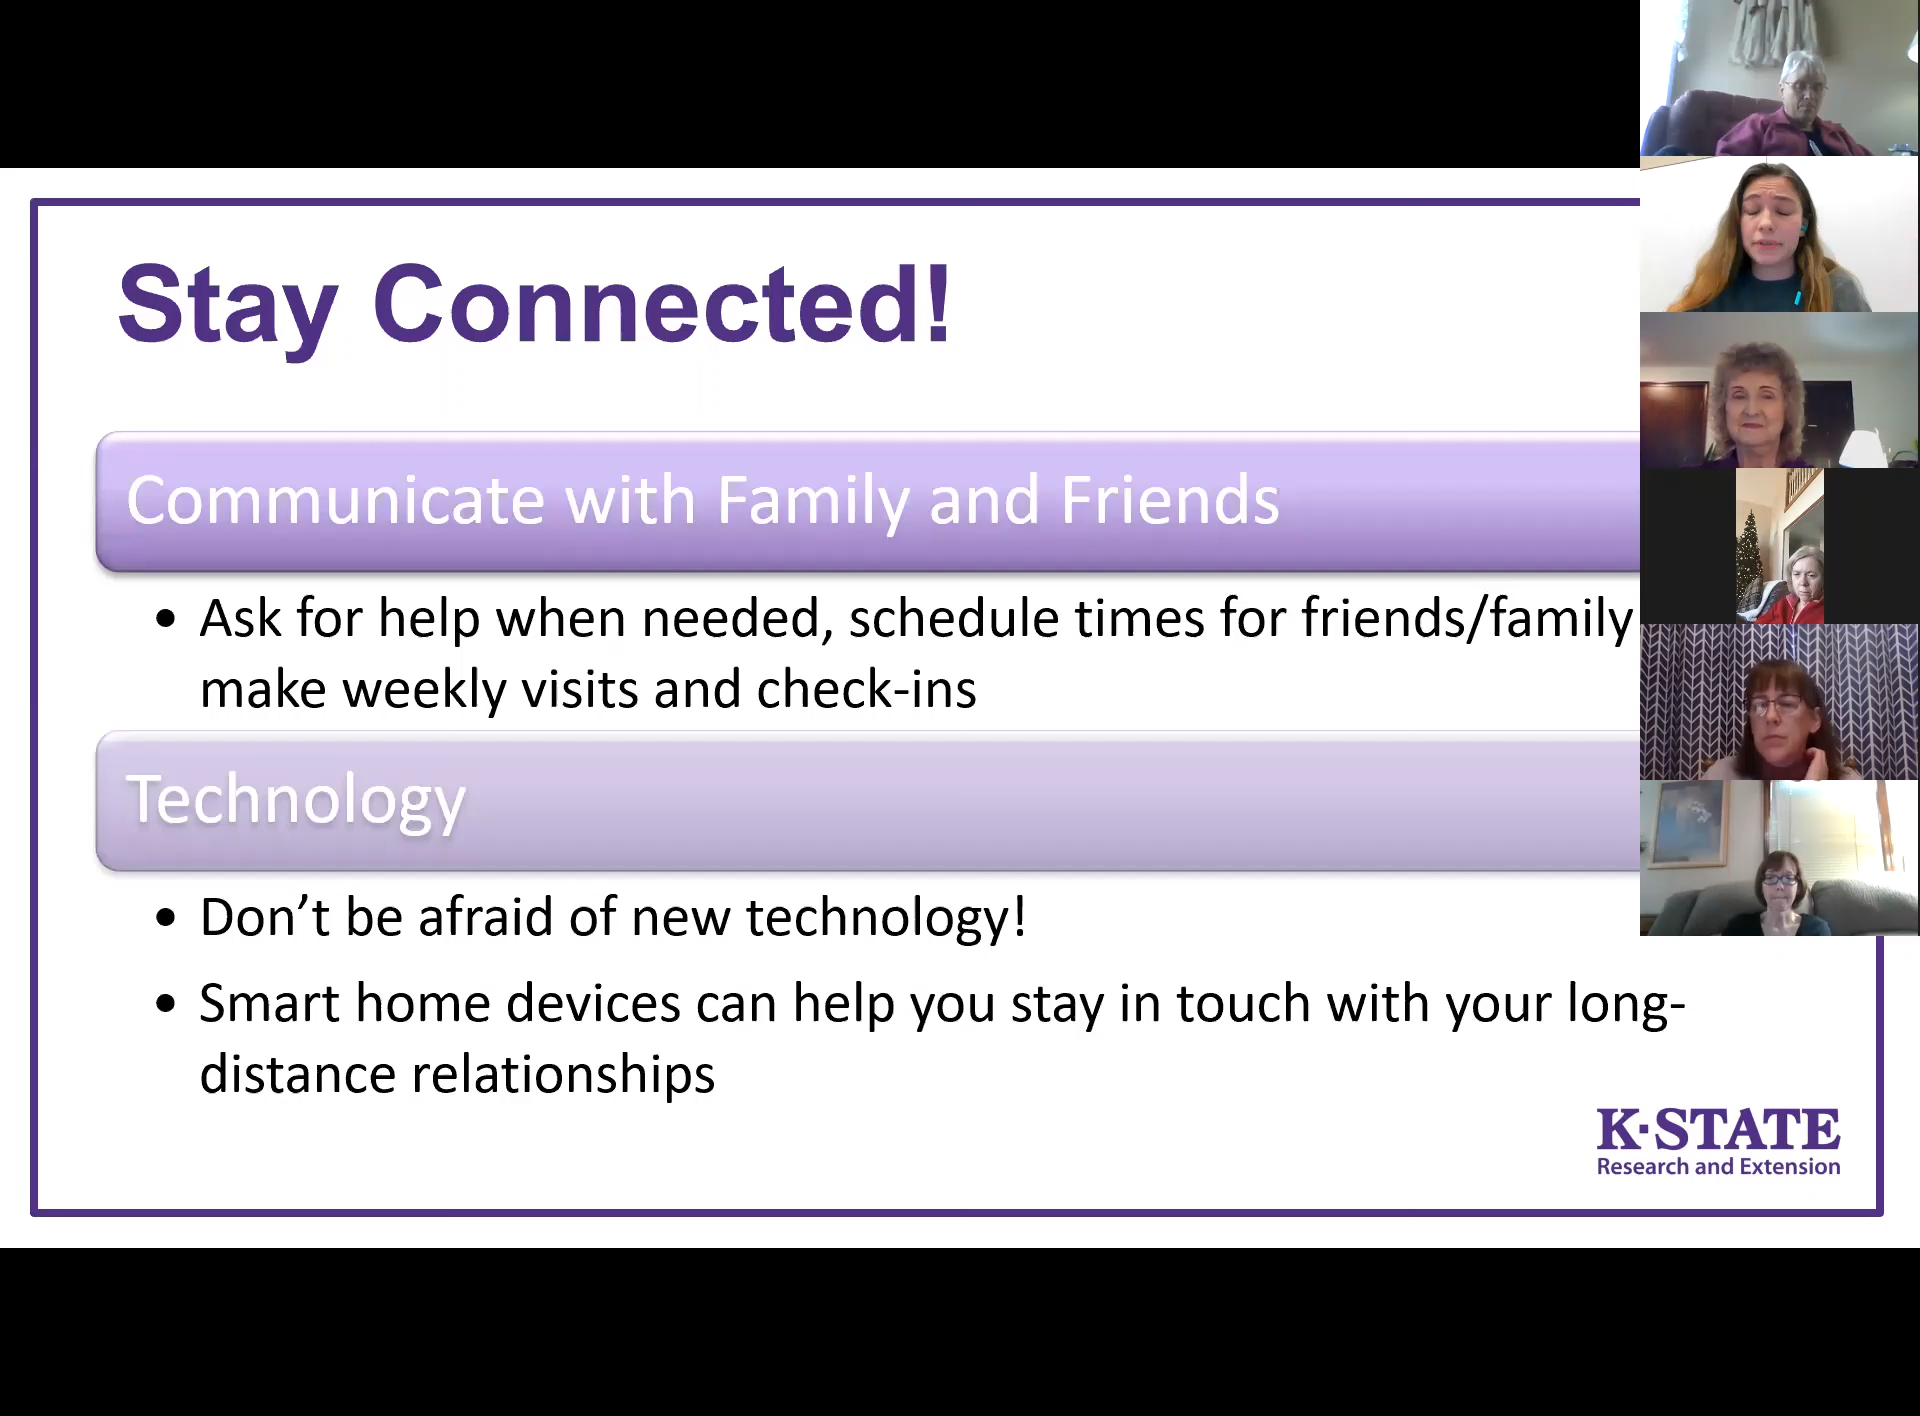 Stay Connected!
Communicate with Family and Friends
• Ask for help when needed, schedule times for friends/family
make weekly visits and check-ins
Technology
• Don’t be afraid of new technology!
• Smart home devices can help you stay in touch with your long-
distance relationships
K·STATE
Research and Extension